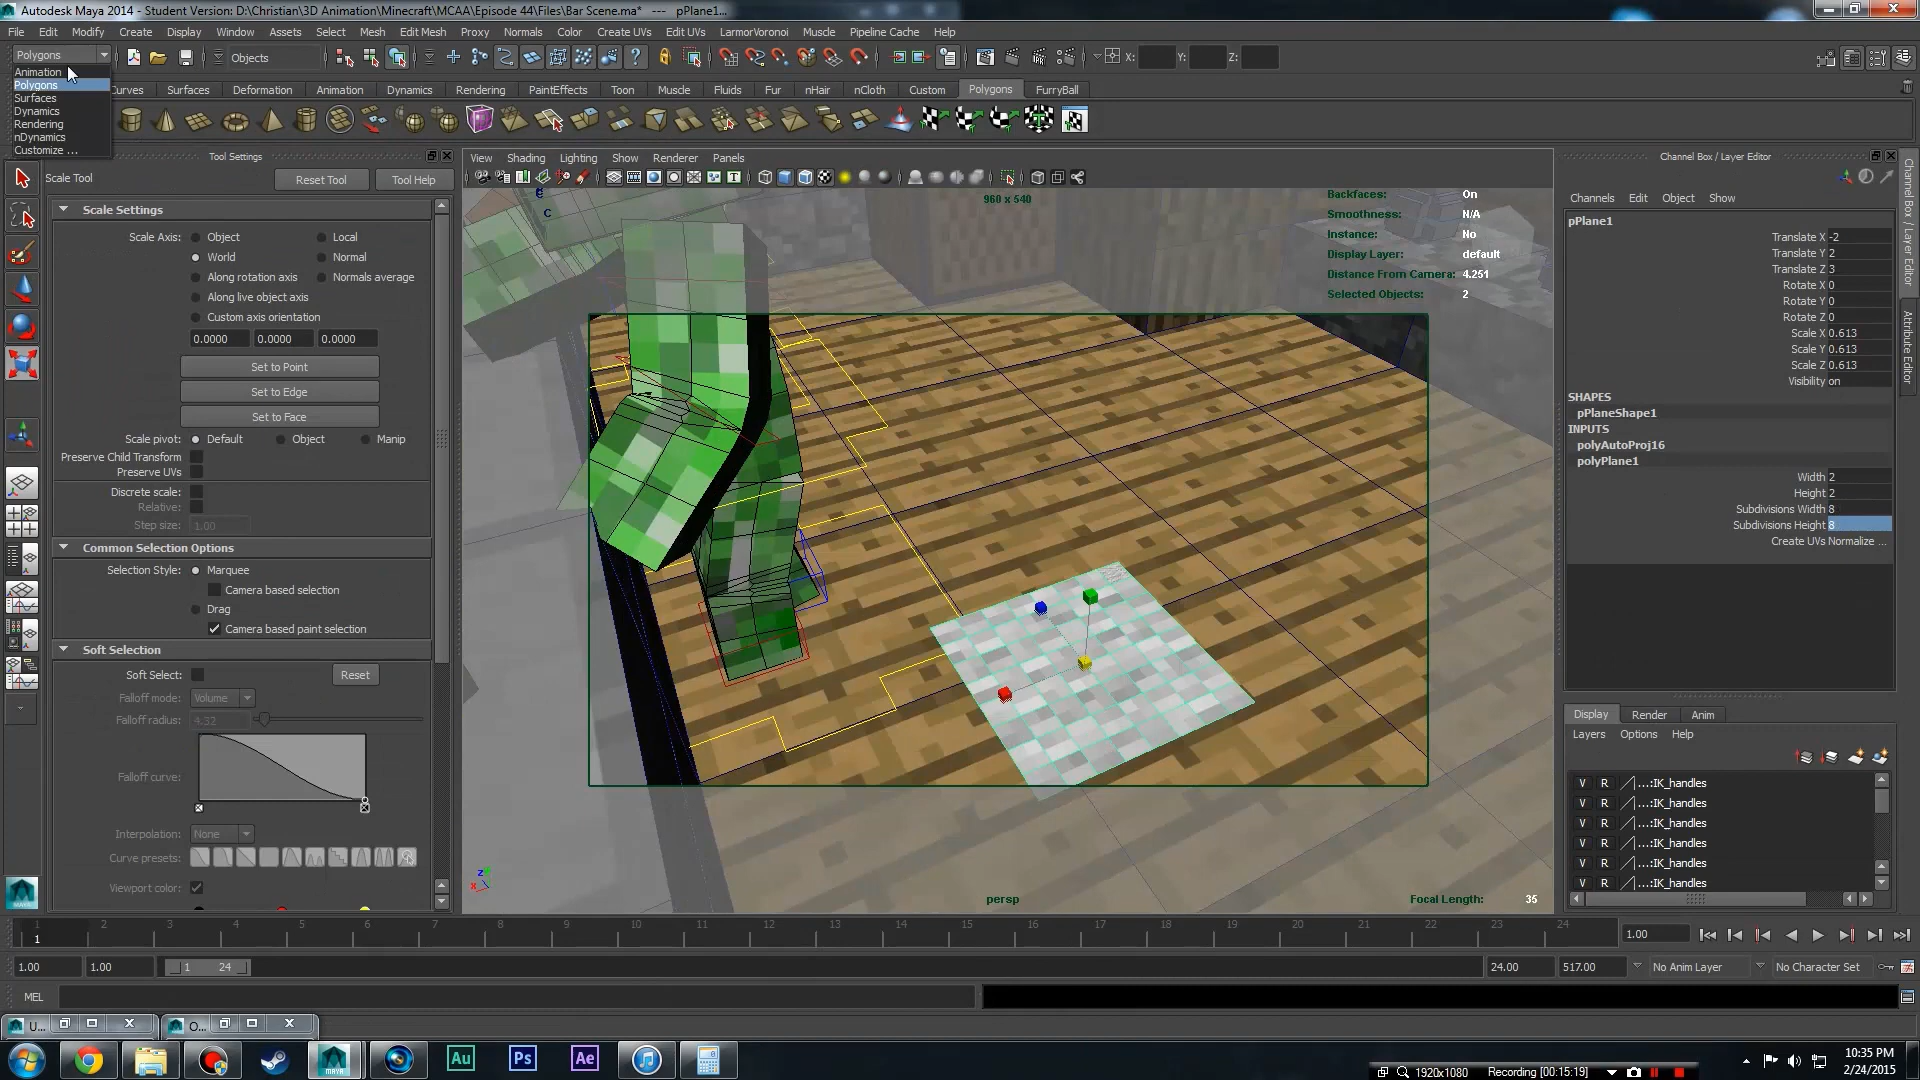 Autodesk Maya 2014 - Student Version: D:\Christian\3D Animation\Minecraft\MCAA\Episode 44\Files\Bar Scene.ma* --- pPlane1...
File Edit Modify Create Display Window Assets Select Mesh Edit Mesh Proxy Normals Color Create UVs Edit UVs LarmorVoronoi Muscle Pipeline Cache Help
Polygons Objects X: Y: Z:
Animation
Polygons
Surfaces
Dynamics
Rendering
nDynamics
Customize ...
urves Surfaces Deformation Animation Dynamics Rendering PaintEffects Toon Muscle Fluids Fur nHair nCloth Custom Polygons FurryBall
Tool Settings
Scale Tool Reset Tool Tool Help
Scale Settings
Scale Axis: Object Local
World Normal
Along rotation axis Normals average
Along live object axis
Custom axis orientation
0.0000 0.0000 0.0000
Set to Point
Set to Edge
Set to Face
Scale pivot: Default Object Manip
Preserve Child Transform
Preserve UVs
Discrete scale:
Relative:
Step size: 1.00
Common Selection Options
Selection Style: Marquee
Camera based selection
Drag
Camera based paint selection
Soft Selection
Soft Select: Reset
Falloff mode: Volume
Falloff radius: 4.32
Falloff curve:
Interpolation: None
Curve presets:
Viewport color:
View Shading Lighting Show Renderer Panels
960 x 540
Backfaces: On
Smoothness: N/A
Instance: No
Display Layer: default
Distance From Camera: 4.251
Selected Objects: 2
persp
Focal Length: 35
Channel Box / Layer Editor
Channels Edit Object Show
pPlane1
Translate X -2
Translate Y 2
Translate Z 3
Rotate X 0
Rotate Y 0
Rotate Z 0
Scale X 0.613
Scale Y 0.613
Scale Z 0.613
Visibility on
SHAPES
pPlaneShape1
INPUTS
polyAutoProj16
polyPlane1
Width 2
Height 2
Subdivisions Width 8
Subdivisions Height 8
Create UVs Normalize ...
Display Render Anim
Layers Options Help
V R ...:IK_handles
V R ...:IK_handles
V R ...:IK_handles
V R ...:IK_handles
V R ...:IK_handles
V R ...:IK_handles
Channel Box / Layer Editor
Attribute Editor
1 2 3 4 5 6 7 8 9 10 11 12 13 14 15 16 17 18 19 20 21 22 23 24
1
1.00
1.00 1.00 1 24 24.00 517.00 No Anim Layer No Character Set
MEL
U... O...
Au Ps Ae
1920x1080 Recording [00:15:19]
10:35 PM
2/24/2015